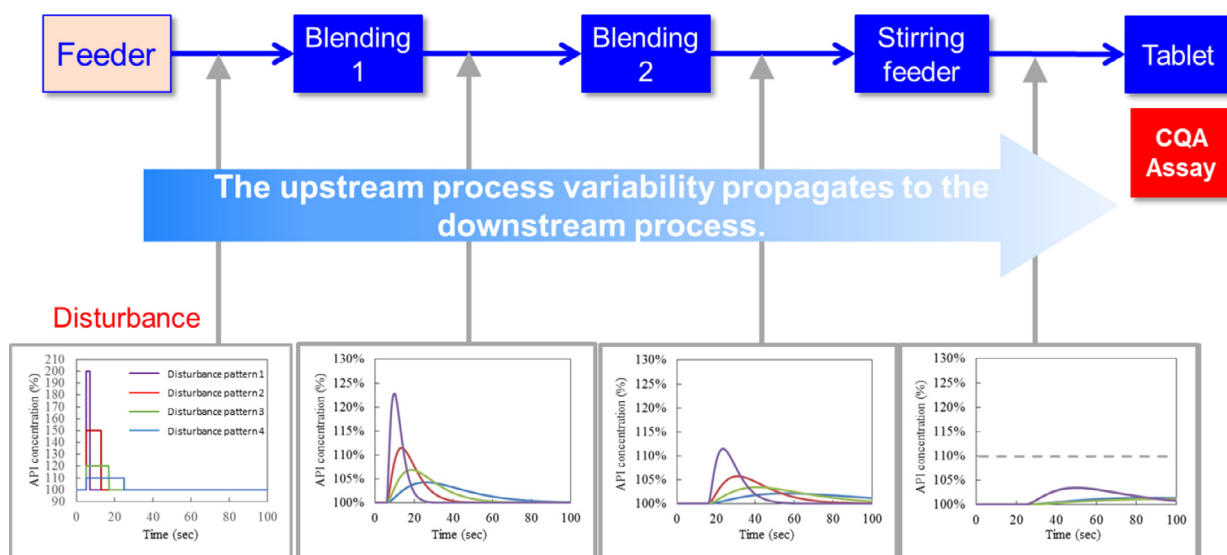 Feeder
Blending
1
Blending
2
Stirring
feeder
Tablet
CQA
Assay
The upstream process variability propagates to the
downstream process.
Disturbance
API concentration (%)
210
200
190
180
170
160
150
140
130
120
110
100
90
Disturbance pattern 1
Disturbance pattern 2
Disturbance pattern 3
Disturbance pattern 4
0 20 40 60 80 100
Time (sec)
API concentration (%)
130%
125%
120%
115%
110%
105%
100%
0 20 40 60 80 100
Time (sec)
API concentration (%)
130%
125%
120%
115%
110%
105%
100%
0 20 40 60 80 100
Time (sec)
API concentration (%)
130%
125%
120%
115%
110%
105%
100%
0 20 40 60 80 100
Time (sec)